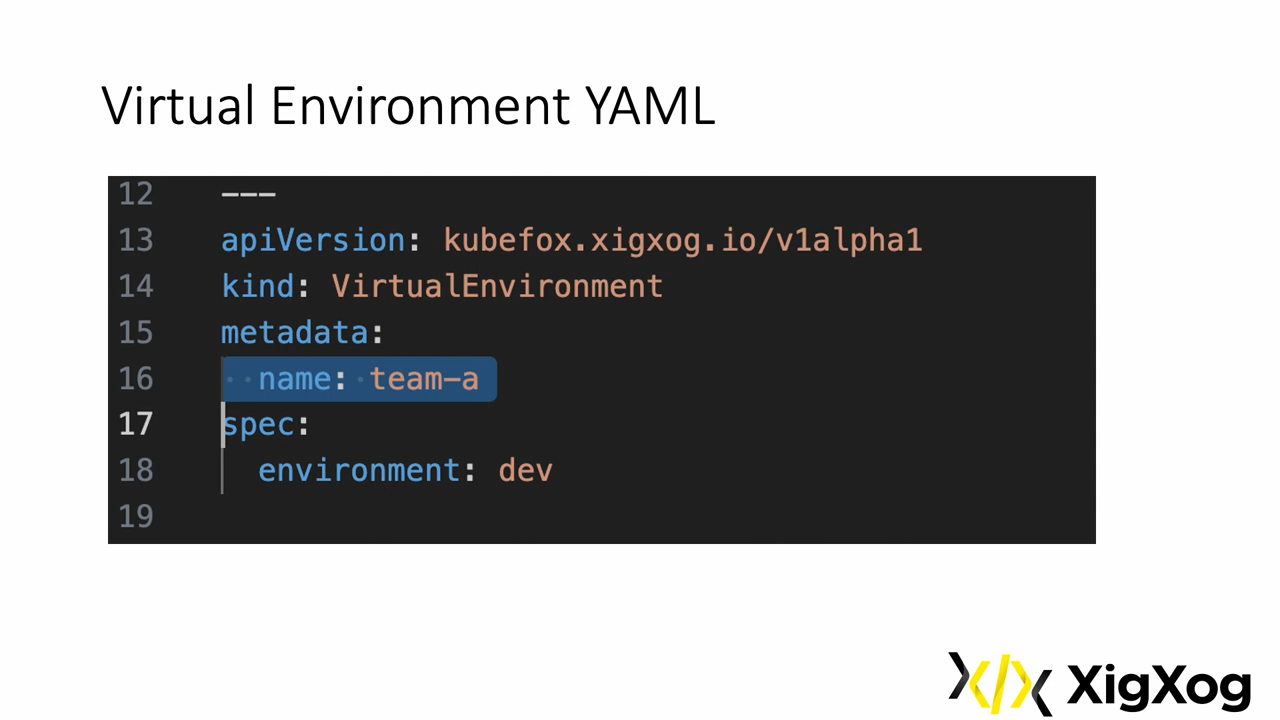 Virtual Environment YAML
12 ---
13 apiVersion: kubefox.xigxog.io/v1alpha1
14 kind: VirtualEnvironment
15 metadata:
16   name: team-a
17 spec:
18   environment: dev
19
XigXog